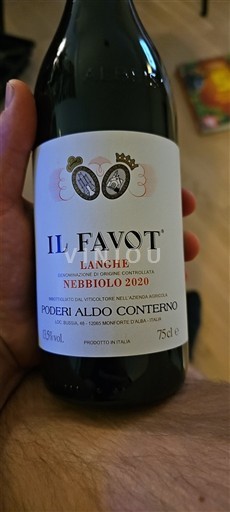 IL FAVOT®
LANGHE
VINYOU
DENOMINAZIONE DI ORIGINE CONTROLLATA
NEBBIOLO 2020
IMBOTTIGLIATO DAL VITICOLTORE NELL'AZIENDA AGRICOLA
PODERI ALDO CONTERNO
LOC. BUSSIA, 48 - 12065 MONFORTE D'ALBA - ITALIA
75cl e
PRODOTTO IN ITALIA